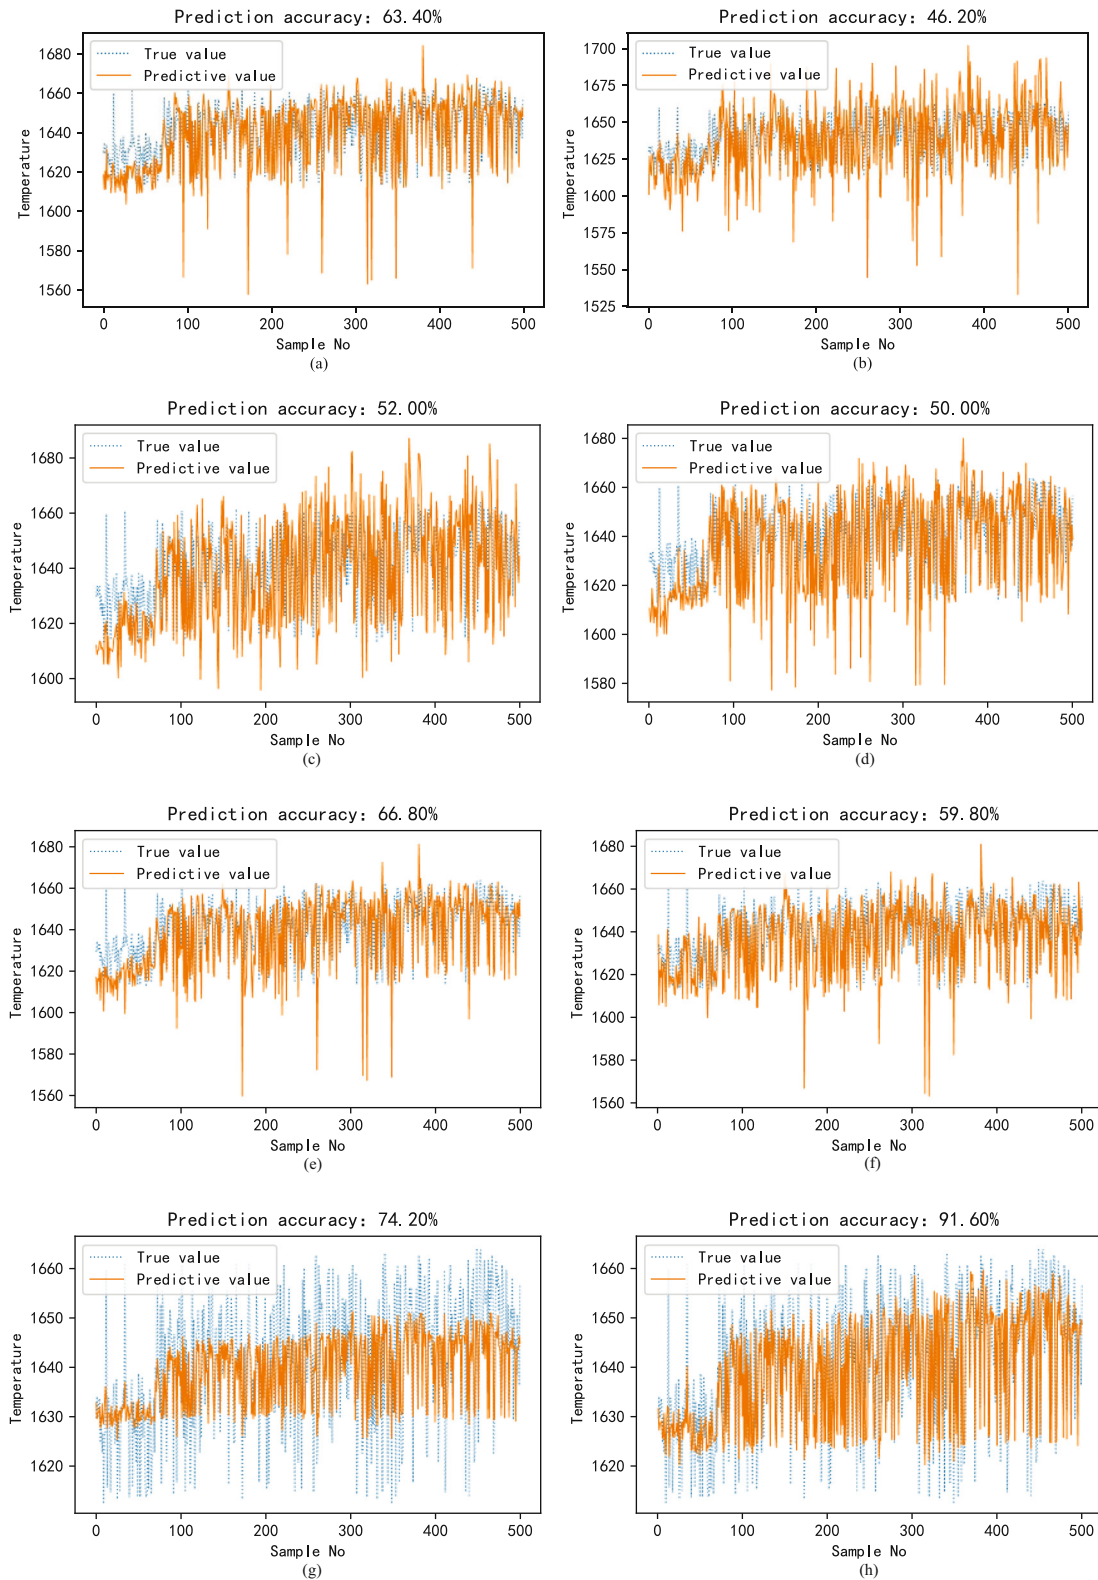 Prediction accuracy: 63.40%
True value
Predictive value
1680
1660
1640
1620
1600
1580
1560
Temperature
0 100 200 300 400 500
Sample No
(a)
Prediction accuracy: 46.20%
True value
Predictive value
1700
1675
1650
1625
1600
1575
1550
1525
Temperature
0 100 200 300 400 500
Sample No
(b)
Prediction accuracy: 52.00%
True value
Predictive value
1680
1660
1640
1620
1600
Temperature
0 100 200 300 400 500
Sample No
(c)
Prediction accuracy: 50.00%
True value
Predictive value
1680
1660
1640
1620
1600
1580
Temperature
0 100 200 300 400 500
Sample No
(d)
Prediction accuracy: 66.80%
True value
Predictive value
1680
1660
1640
1620
1600
1580
1560
Temperature
0 100 200 300 400 500
Sample No
(e)
Prediction accuracy: 59.80%
True value
Predictive value
1680
1660
1640
1620
1600
1580
1560
Temperature
0 100 200 300 400 500
Sample No
(f)
Prediction accuracy: 74.20%
True value
Predictive value
1660
1650
1640
1630
1620
Temperature
0 100 200 300 400 500
Sample No
(g)
Prediction accuracy: 91.60%
True value
Predictive value
1660
1650
1640
1630
1620
Temperature
0 100 200 300 400 500
Sample No
(h)